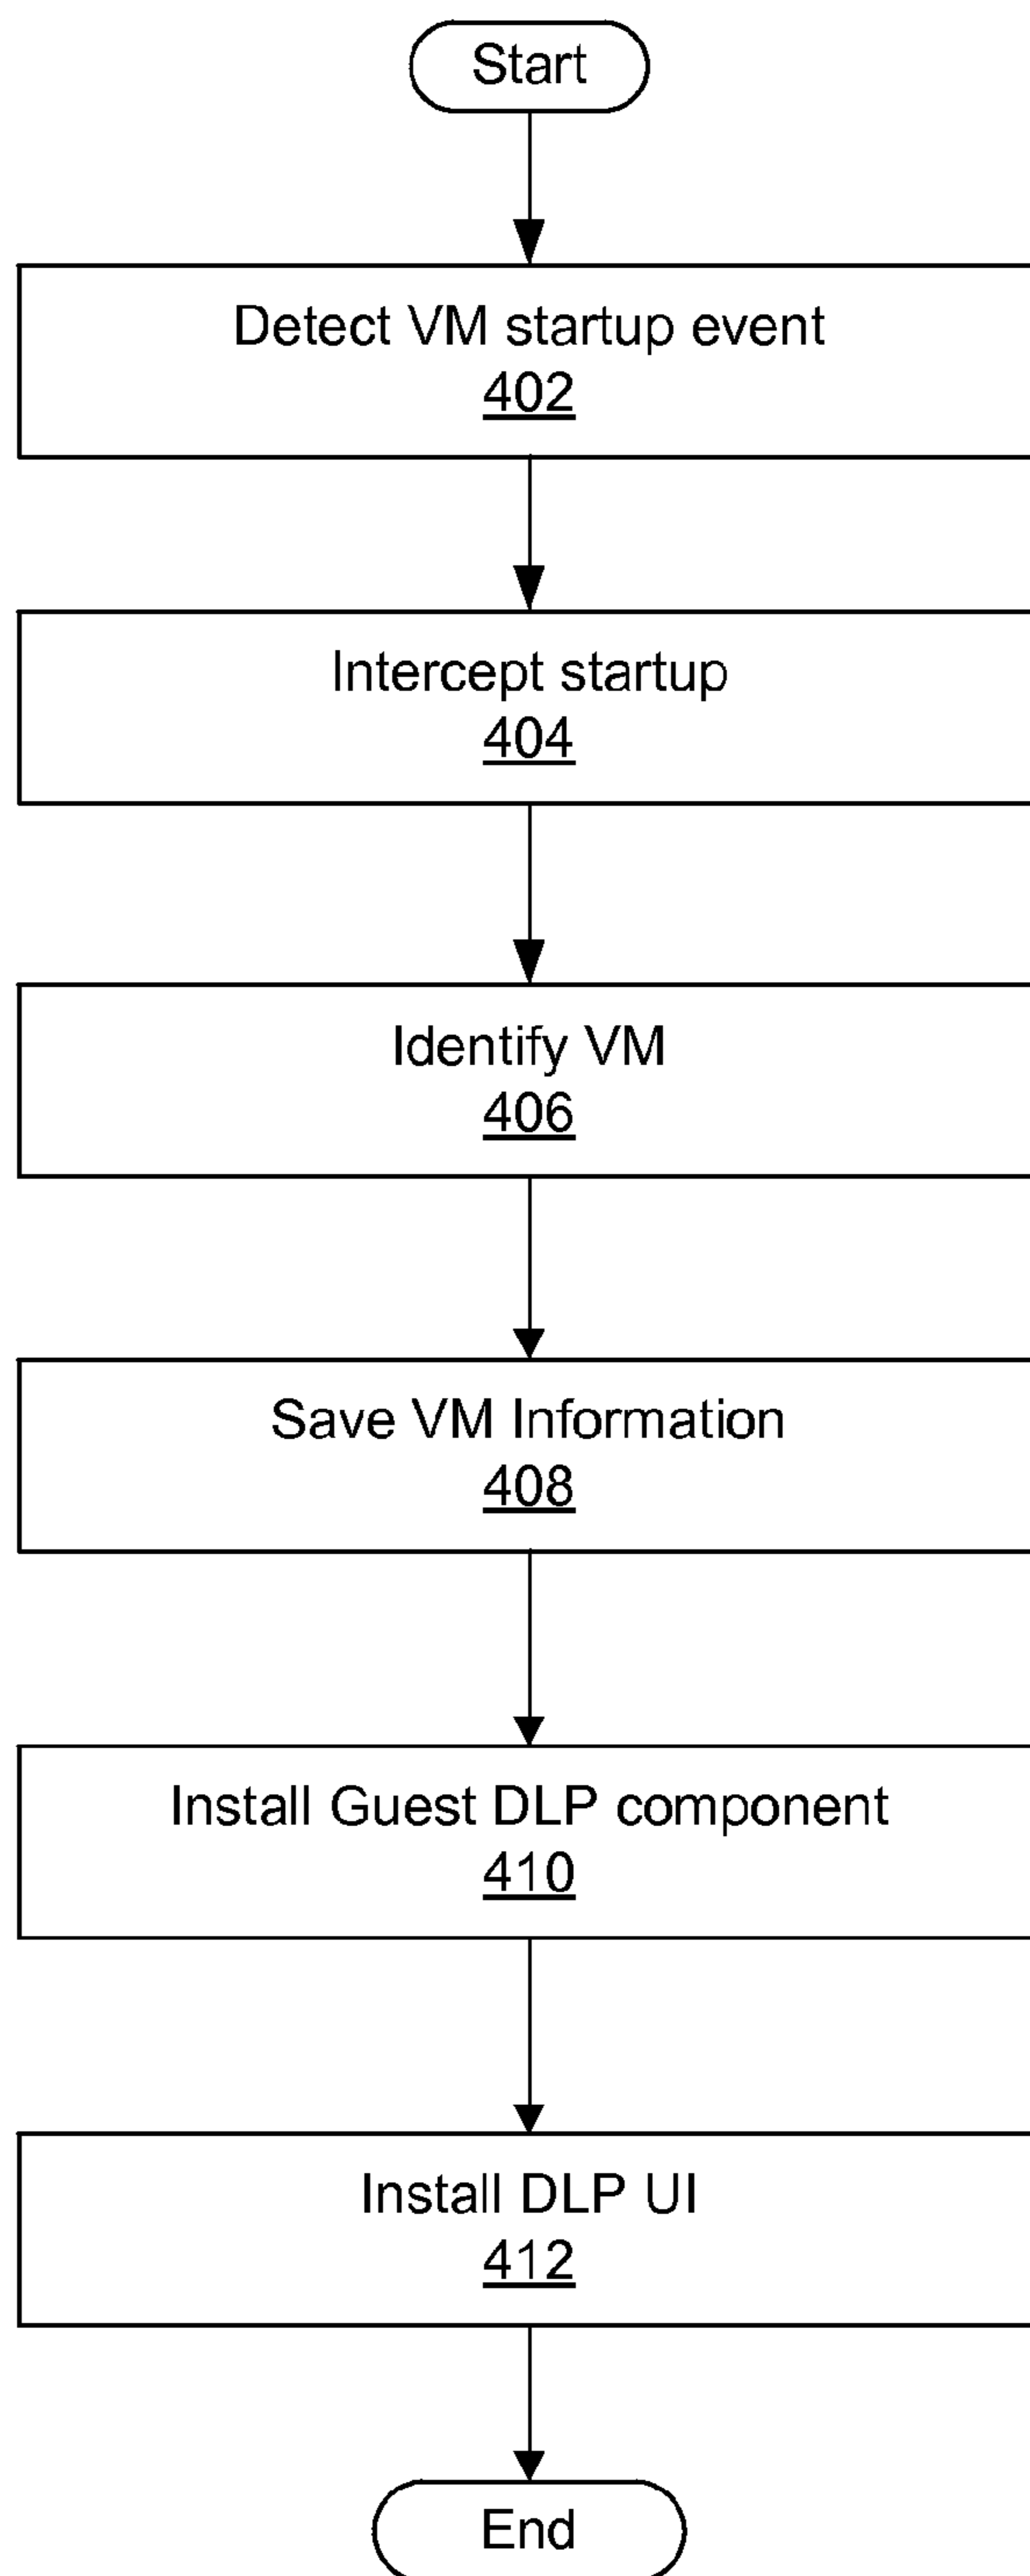 Start
Detect VM startup event
402
Intercept startup
404
Identify VM
406
Save VM Information
408
Install Guest DLP component
410
Install DLP UI
412
End